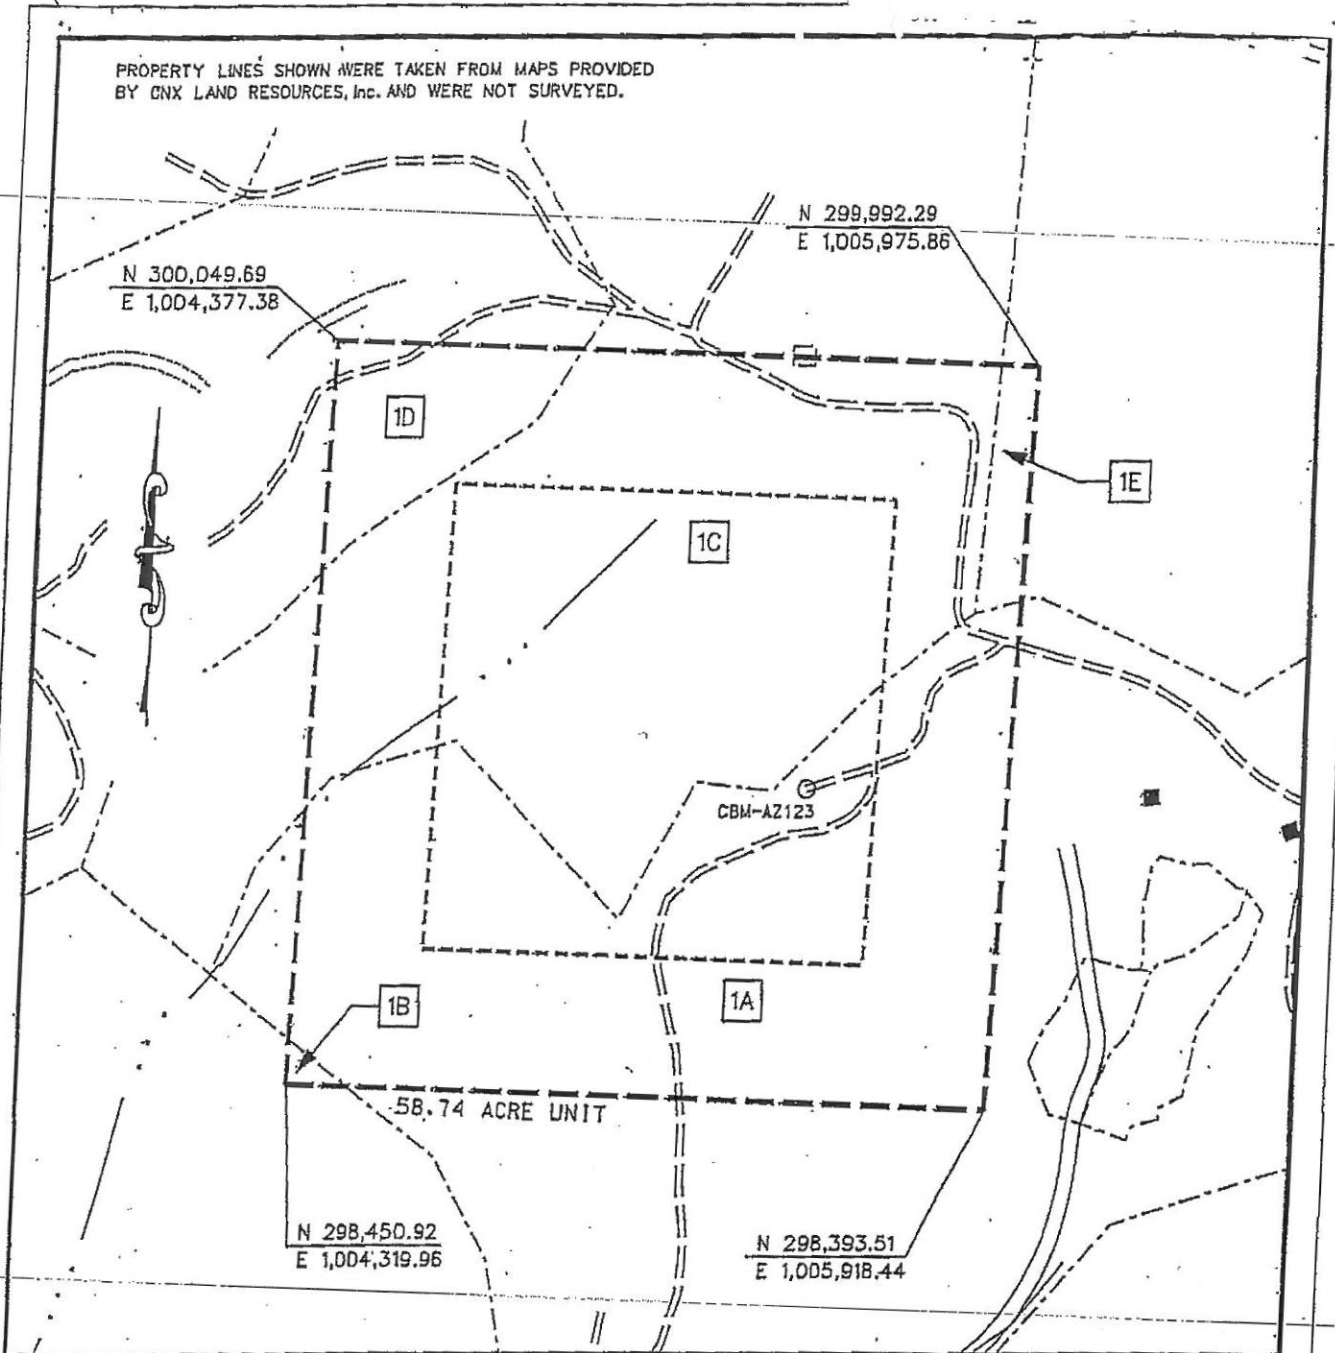 PROPERTY LINES SHOWN WERE TAKEN FROM MAPS PROVIDED
BY CNX LAND RESOURCES, Inc. AND WERE NOT SURVEYED.
N 299,992.29
E 1,005,975.86
N 300,049.69
E 1,004,377.38
1D
1E
1C
CBM-AZ123
1B
1A
58.74 ACRE UNIT
N 298,450.92
E 1,004,319.96
N 298,393.51
E 1,005,918.44